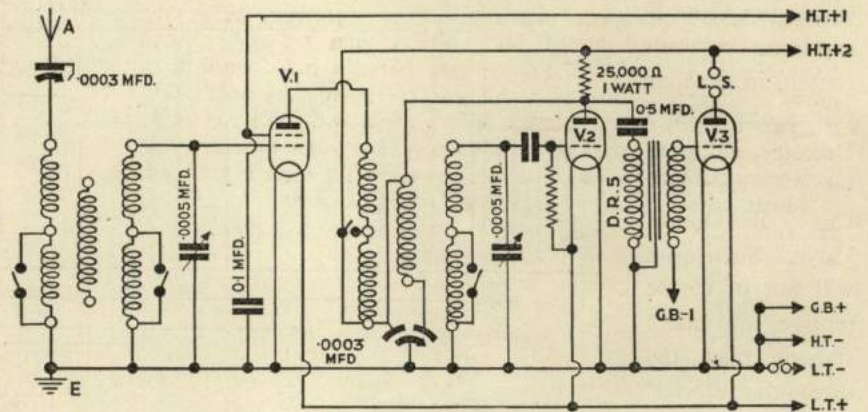 A
.0003 MFD.
E
.0005 MFD.
0·1 MFD.
V.1
.0003
MFD
.0005 MFD.
25,000 Ω
1 WATT
V.2
0·5 MFD.
D.R.5
L. S.
V.3
G.B.-1
H.T.+1
H.T.+2
G.B.+
H.T.-
L.T.-
L.T.+